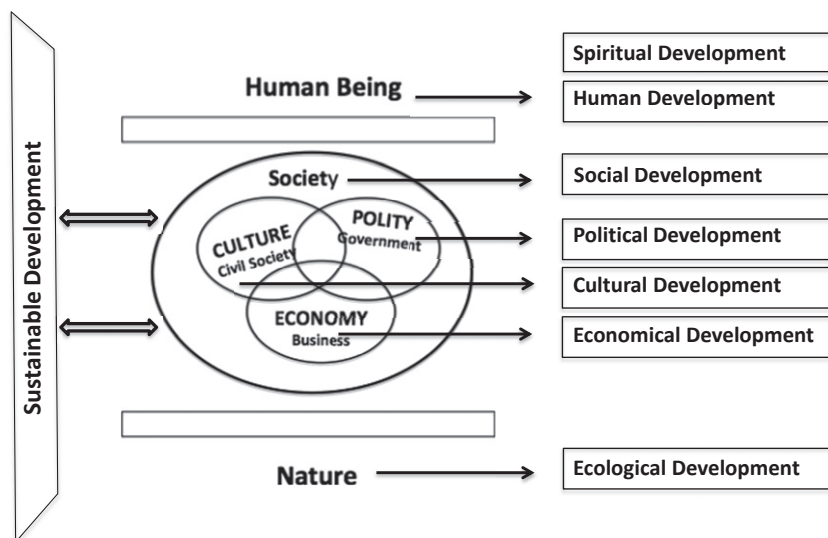 Sustainable Development
Human Being
Society
CULTURE
Civil Society
POLITY
Government
ECONOMY
Business
Nature
Spiritual Development
Human Development
Social Development
Political Development
Cultural Development
Economical Development
Ecological Development